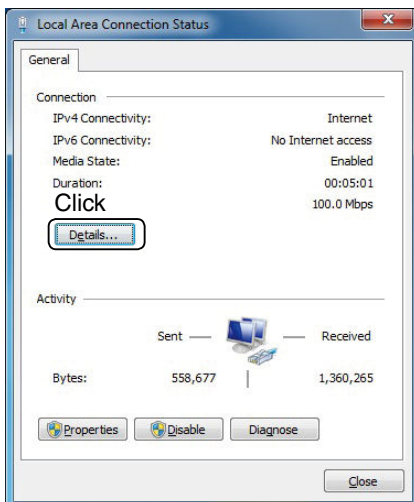 Local Area Connection Status
General
Connection
IPv4 Connectivity: Internet
IPv6 Connectivity: No Internet access
Media State: Enabled
Duration: 00:05:01
Click 100.0 Mbps
Details...
Activity
Sent Received
Bytes: 558,677 1,360,265
Properties Disable Diagnose
Close